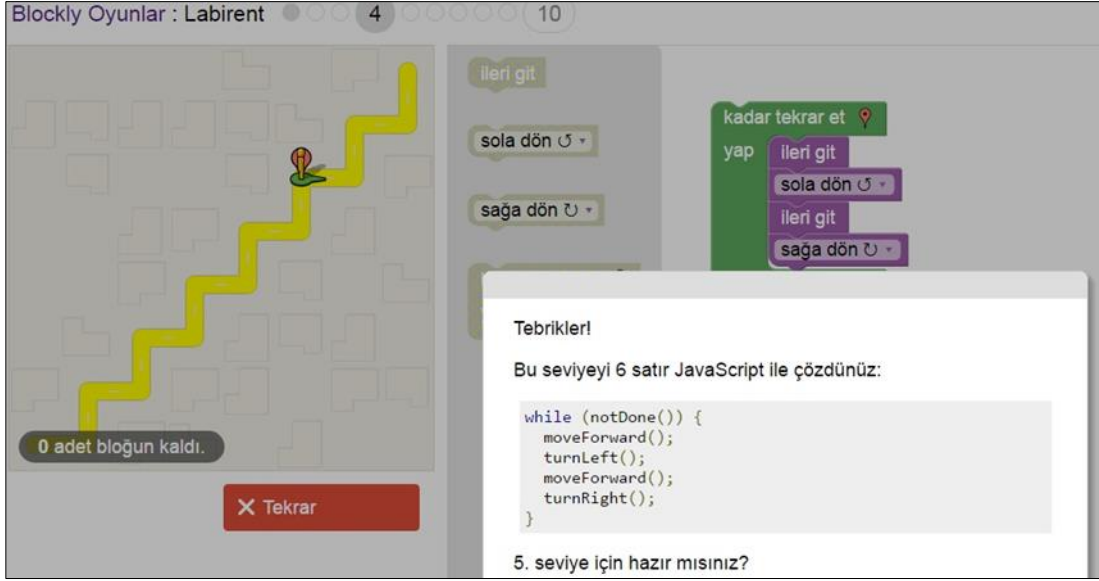 Blockly Oyunlar : Labirent 4 10
ileri git
sola dön ↺ ▾
sağa dön ↻ ▾
kadar tekrar et
yap ileri git
sola dön ↺ ▾
ileri git
sağa dön ↻ ▾
0 adet bloğun kaldı.
✕ Tekrar
Tebrikler!
Bu seviyeyi 6 satır JavaScript ile çözdünüz:
while (notDone()) {
moveForward();
turnLeft();
moveForward();
turnRight();
}
5. seviye için hazır mısınız?